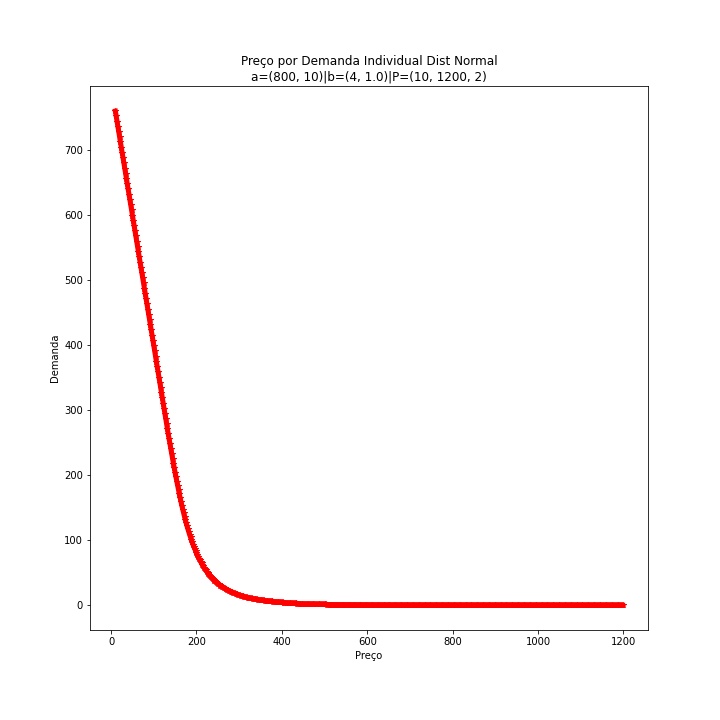 Preço por Demanda Individual Dist Normal
a=(800, 10)|b=(4, 1.0)|P=(10, 1200, 2)
700
600
500
400
300
200
100
0
Demanda
0 200 400 600 800 1000 1200
Preço